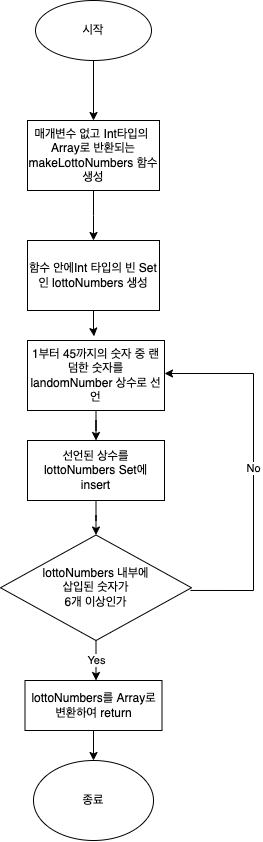 시작
매개변수 없고 Int타입의
Array로 반환되는
makeLottoNumbers 함수
생성
함수 안에Int 타입의 빈 Set
인 lottoNumbers 생성
1부터 45까지의 숫자 중 랜
덤한 숫자를
landomNumber 상수로 선
언
선언된 상수를
lottoNumbers Set에
insert
No
lottoNumbers 내부에
삽입된 숫자가
6개 이상인가
Yes
lottoNumbers를 Array로
변환하여 return
종료